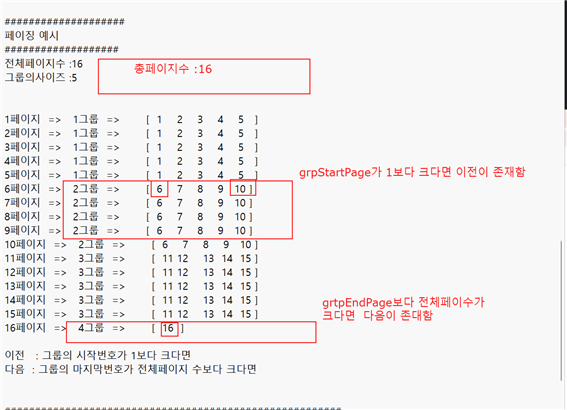 ####################
페이징 예시
###################
전체페이지수 :16
그룹의사이즈 :5
총페이지수 :16
1페이지 => 1그룹 => [ 1 2 3 4 5 ]
2페이지 => 1그룹 => [ 1 2 3 4 5 ]
3페이지 => 1그룹 => [ 1 2 3 4 5 ]
4페이지 => 1그룹 => [ 1 2 3 4 5 ]
5페이지 => 1그룹 => [ 1 2 3 4 5 ]
grpStartPage가 1보다 크다면 이전이 존재함
6페이지 => 2그룹 => [ 6 7 8 9 10 ]
7페이지 => 2그룹 => [ 6 7 8 9 10 ]
8페이지 => 2그룹 => [ 6 7 8 9 10 ]
9페이지 => 2그룹 => [ 6 7 8 9 10 ]
10페이지 => 2그룹 => [ 6 7 8 9 10 ]
11페이지 => 3그룹 => [ 11 12 13 14 15 ]
12페이지 => 3그룹 => [ 11 12 13 14 15 ]
13페이지 => 3그룹 => [ 11 12 13 14 15 ]
14페이지 => 3그룹 => [ 11 12 13 14 15 ]
15페이지 => 3그룹 => [ 11 12 13 14 15 ]
grtpEndPage보다 전체페이수가
크다면 다음이 존대함
16페이지 => 4그룹 => [ 16 ]
이전 : 그룹의 시작번호가 1보다 크다면
다음 : 그룹의 마지막번호가 전체페이지 수보다 크다면